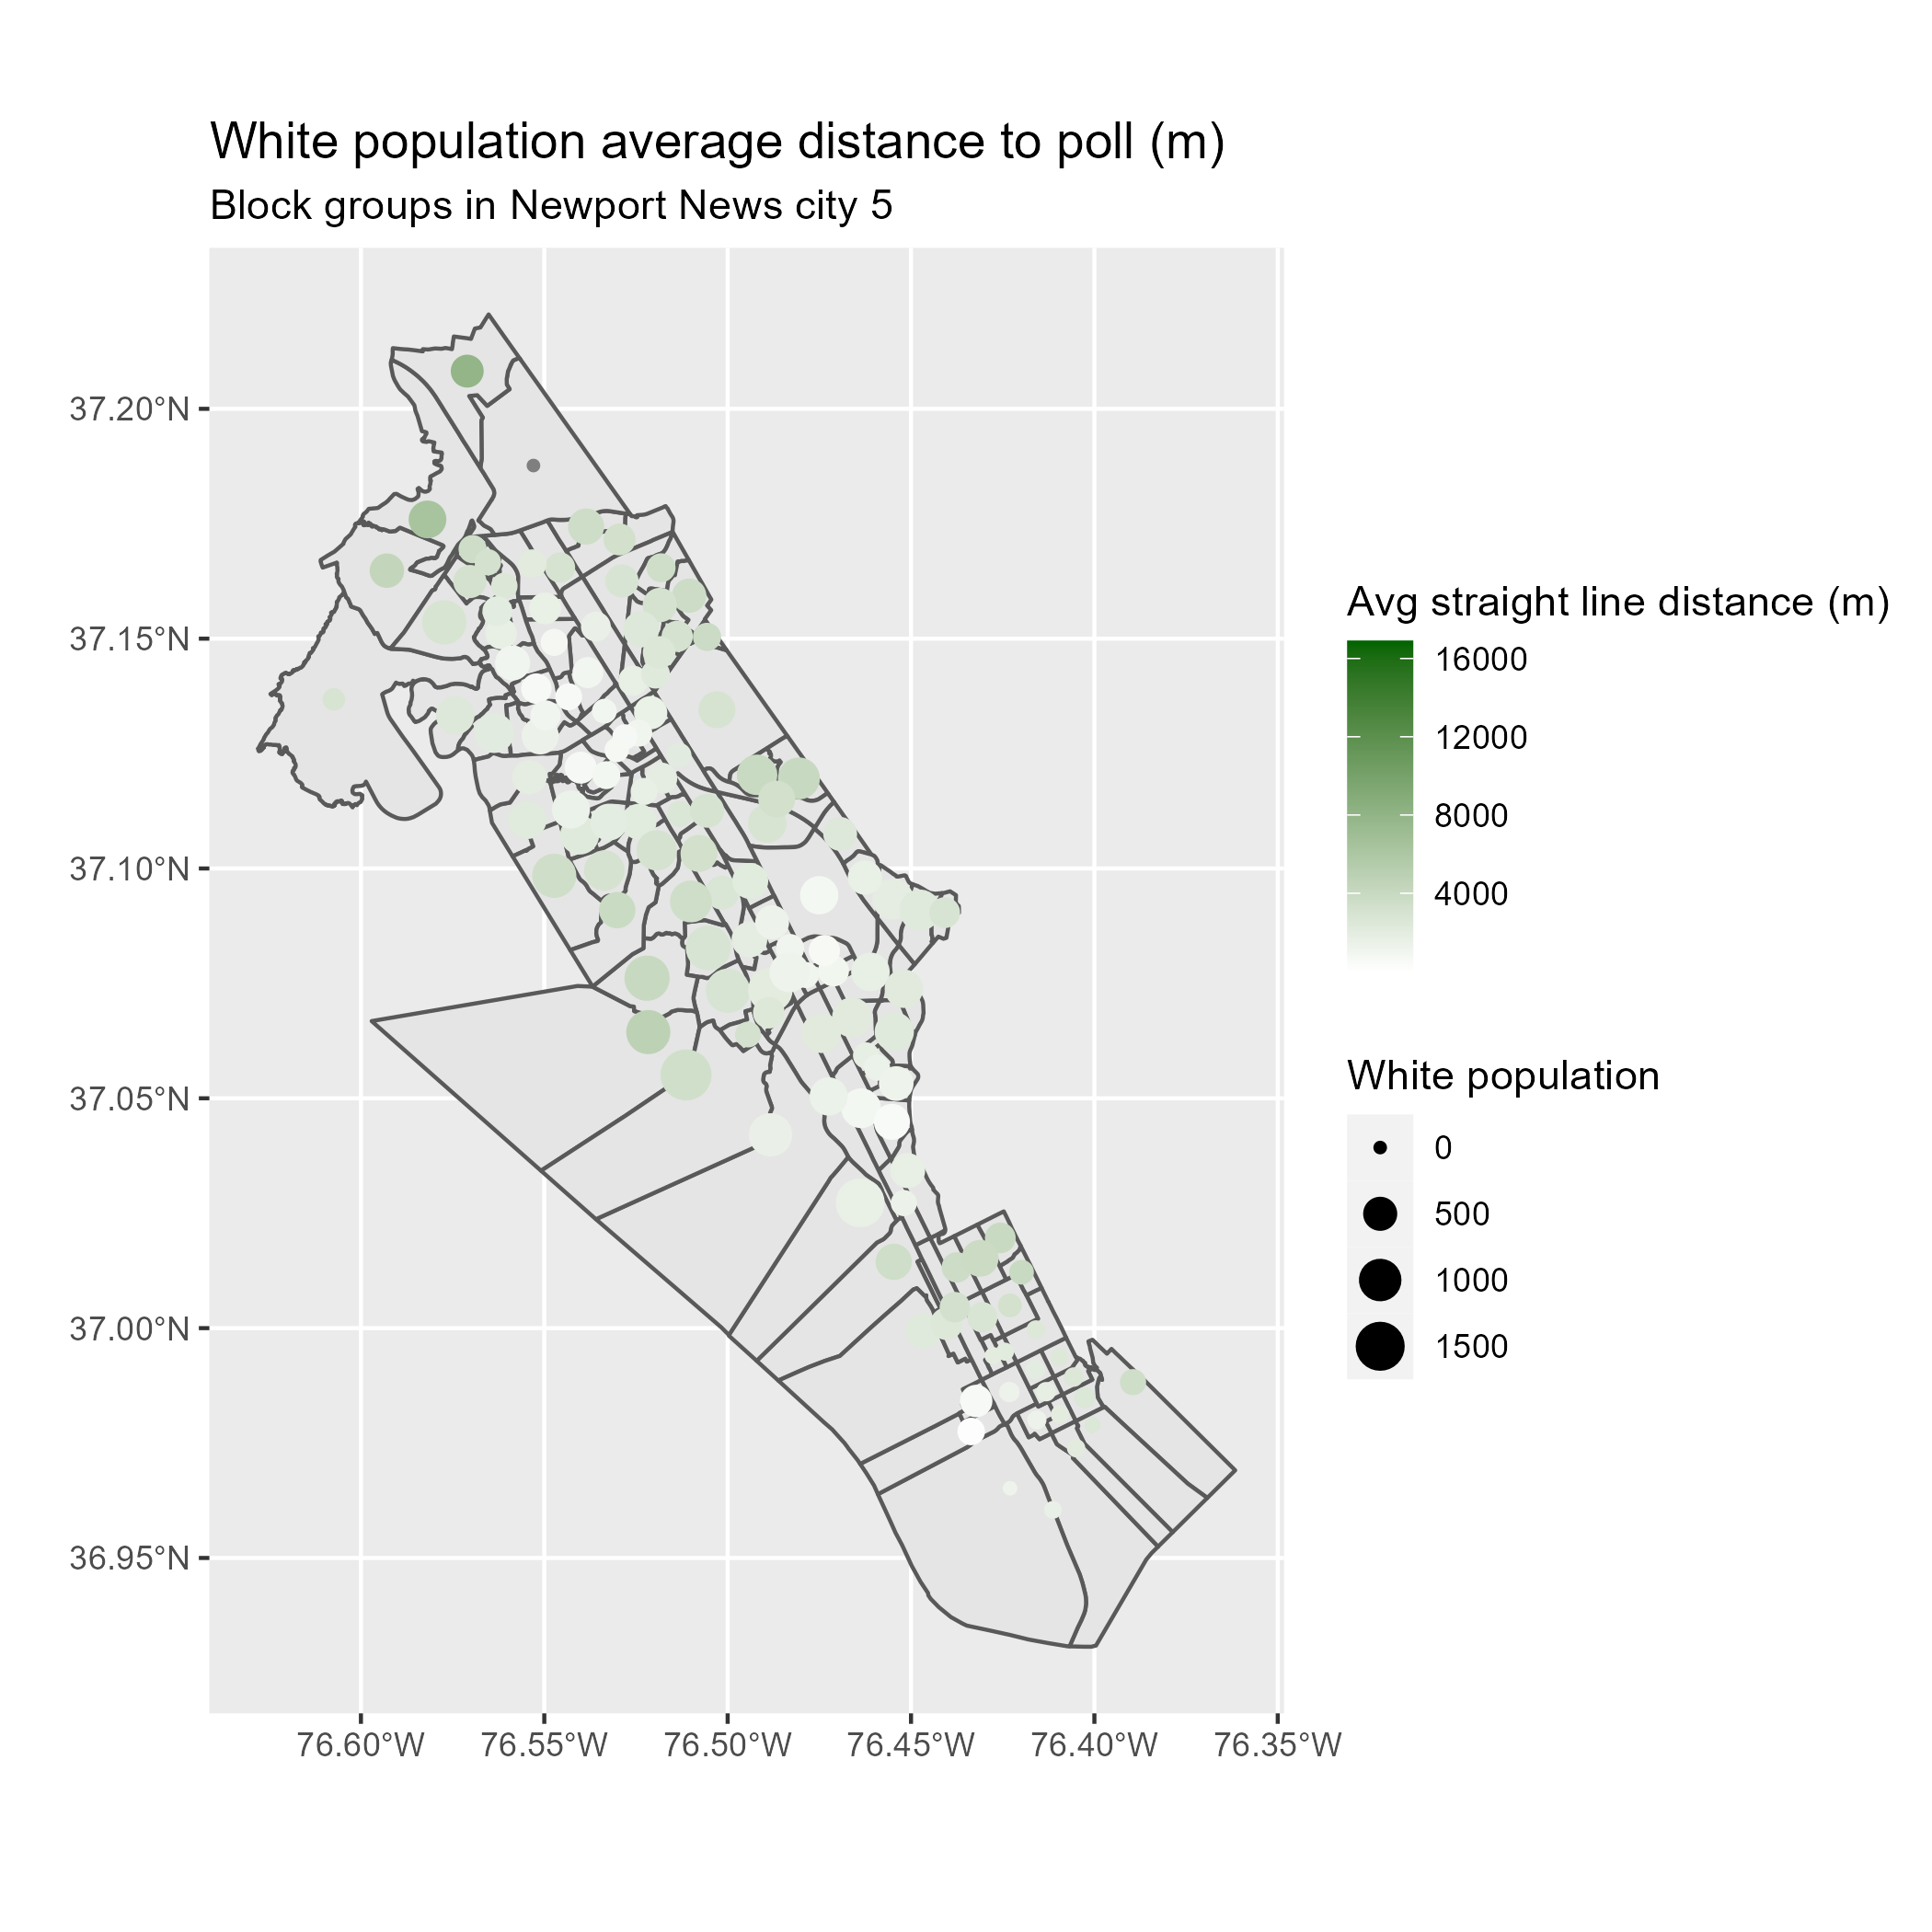 White population average distance to poll (m)
Block groups in Newport News city 5
37.20°N
37.15°N
37.10°N
37.05°N
37.00°N
36.95°N
76.60°W
76.55°W
76.50°W
76.45°W
76.40°W
76.35°W
Avg straight line distance (m)
16000
12000
8000
4000
White population
0
500
1000
1500